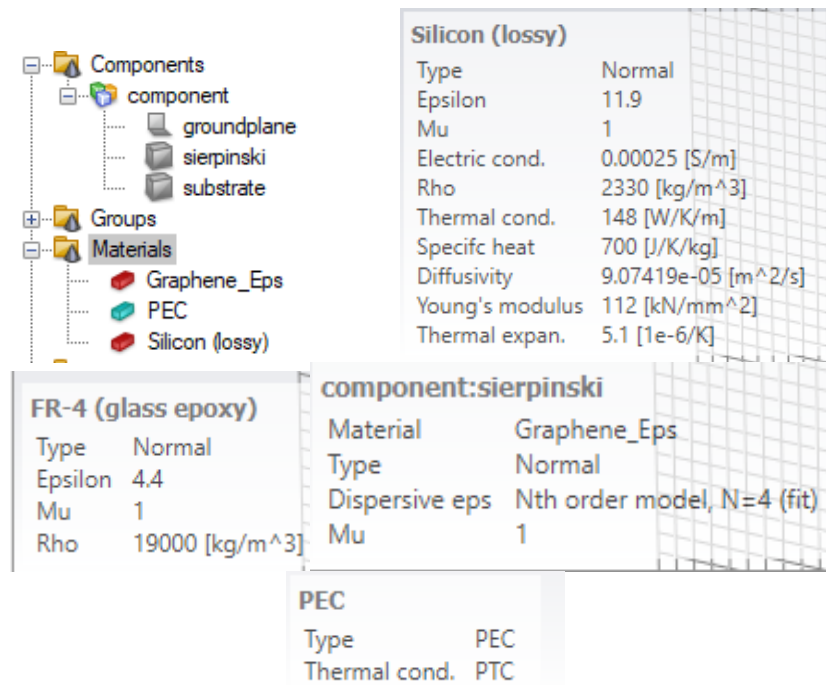 Components
component
groundplane
sierpinski
substrate
Groups
Materials
Graphene_Eps
PEC
Silicon (lossy)
Silicon (lossy)
Type Normal
Epsilon 11.9
Mu 1
Electric cond. 0.00025 [S/m]
Rho 2330 [kg/m^3]
Thermal cond. 148 [W/K/m]
Specifc heat 700 [J/K/kg]
Diffusivity 9.07419e-05 [m^2/s]
Young's modulus 112 [kN/mm^2]
Thermal expan. 5.1 [1e-6/K]
FR-4 (glass epoxy)
Type Normal
Epsilon 4.4
Mu 1
Rho 19000 [kg/m^3]
component:sierpinski
Material Graphene_Eps
Type Normal
Dispersive eps Nth order model, N=4 (fit)
Mu 1
PEC
Type PEC
Thermal cond. PTC